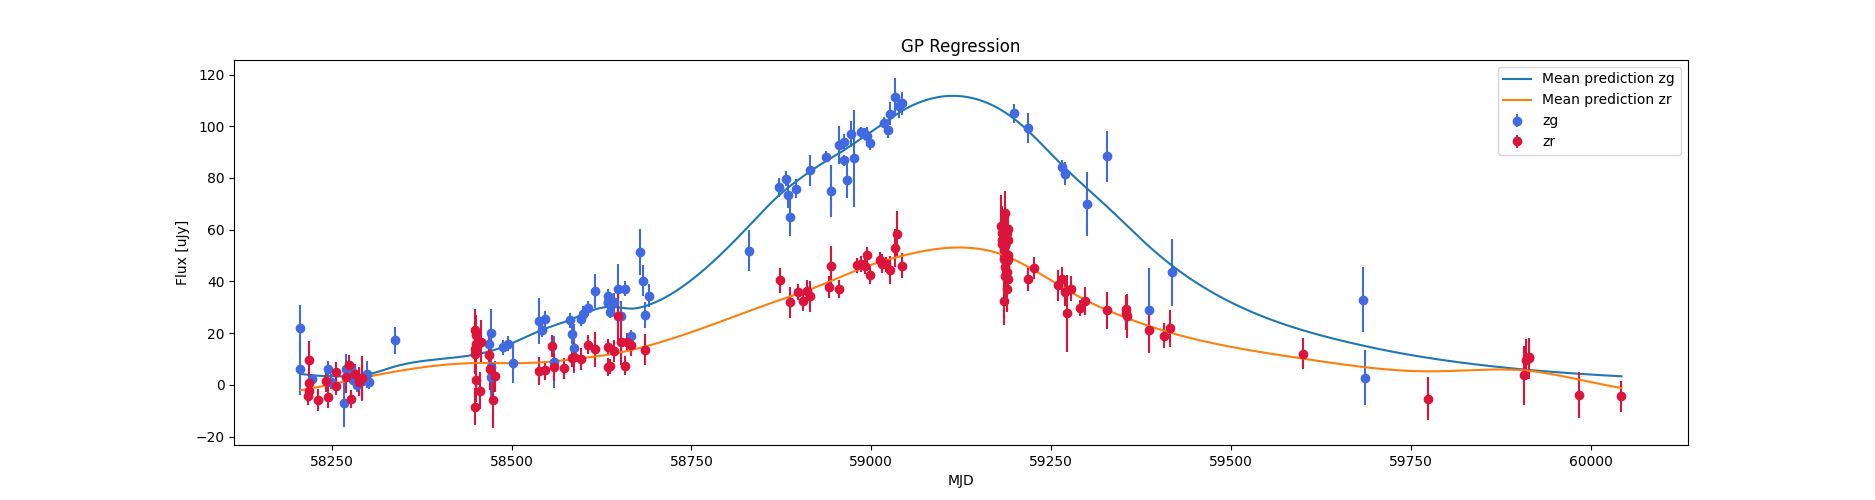 GP Regression
120
100
80
60
40
20
0
−20
Flux [uJy]
58250
58500
58750
59000
59250
59500
59750
60000
MJD
Mean prediction zg
Mean prediction zr
zg
zr